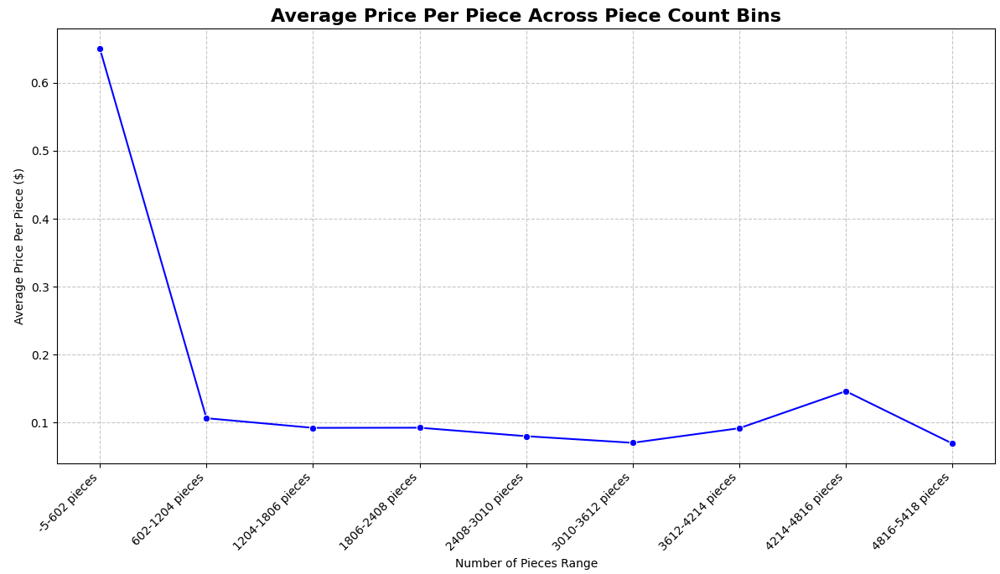 Average Price Per Piece Across Piece Count Bins
Average Price Per Piece ($)
0.6
0.5
0.4
0.3
0.2
0.1
-5-602 pieces
602-1204 pieces
1204-1806 pieces
1806-2408 pieces
2408-3010 pieces
3010-3612 pieces
3612-4214 pieces
4214-4816 pieces
4816-5418 pieces
Number of Pieces Range